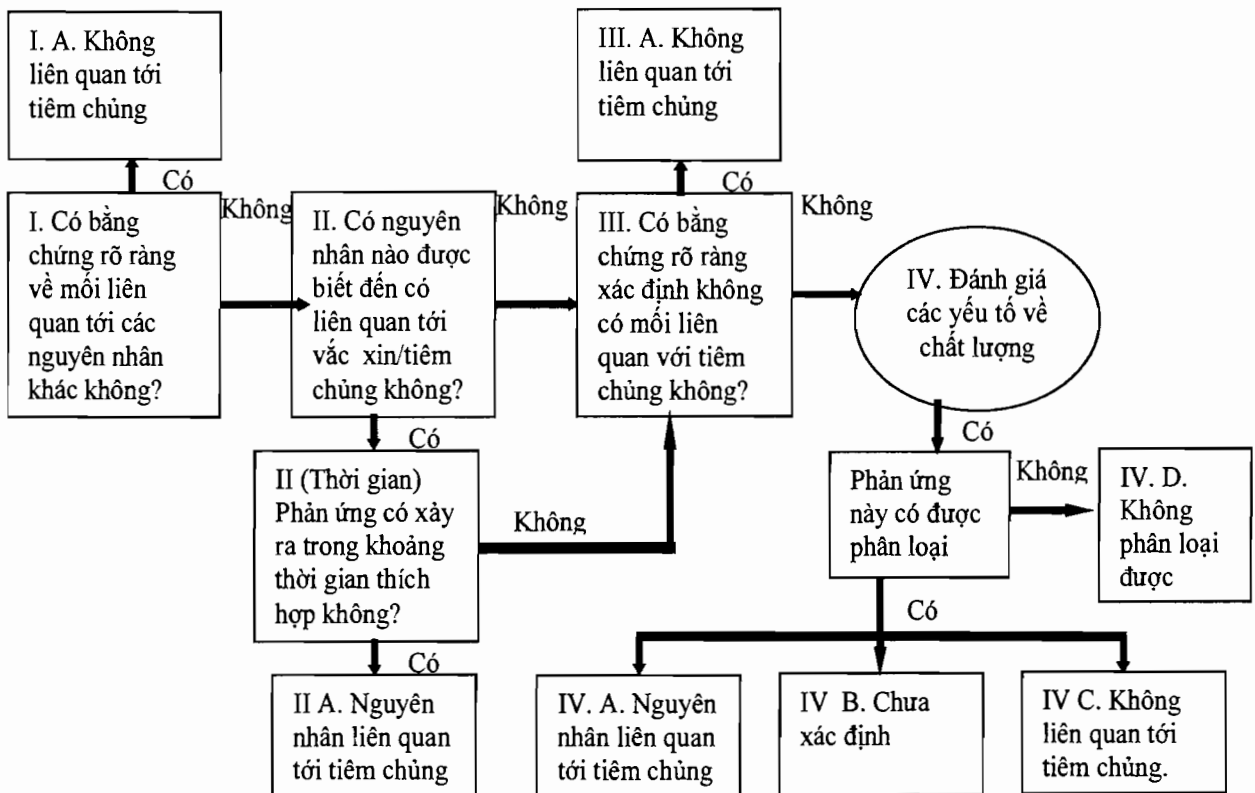 I. A. Không
liên quan tới
tiêm chủng
III. A. Không
liên quan tới
tiêm chủng
Có
Có
Không
Không
Không
I. Có bằng
chứng rõ ràng
về mối liên
quan tới các
nguyên nhân
khác không?
II. Có nguyên
nhân nào được
biết đến có
liên quan tới
vắc xin/tiêm
chủng không?
III. Có bằng
chứng rõ ràng
xác định không
có mối liên
quan với tiêm
chủng không?
IV. Đánh giá
các yếu tố về
chất lượng
Có
Có
II (Thời gian)
Phản ứng có xảy
ra trong khoảng
thời gian thích
hợp không?
Không
Phản ứng
này có được
phân loại
Không
IV. D.
Không
phân loại
được
Có
Có
II A. Nguyên
nhân liên quan
tới tiêm chủng
IV. A. Nguyên
nhân liên quan
tới tiêm chủng
IV B. Chưa
xác định
IV C. Không
liên quan tới
tiêm chủng.